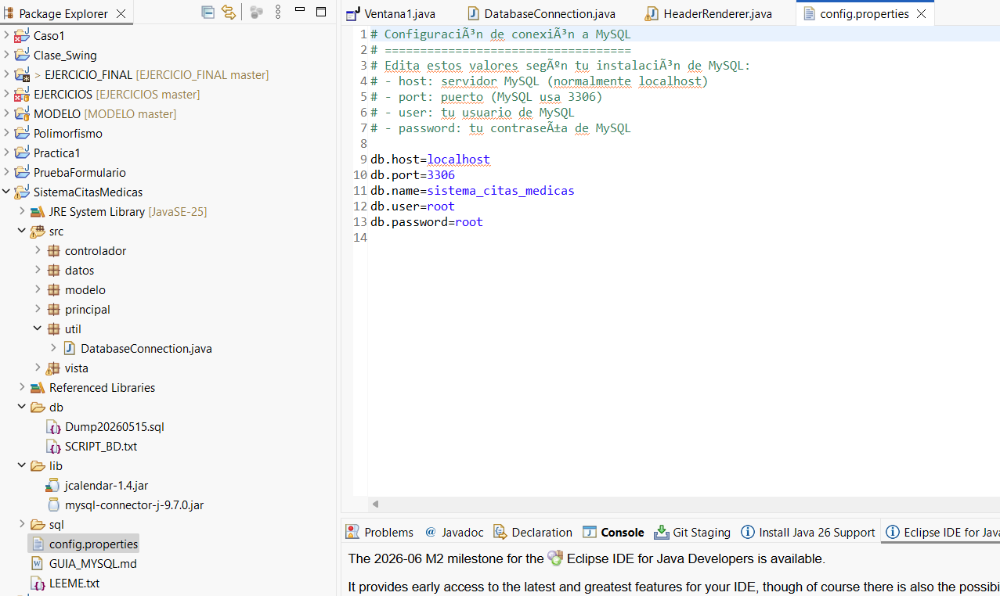 Package Explorer
Caso1
Clase_Swing
> EJERCICIO_FINAL [EJERCICIO_FINAL master]
EJERCICIOS [EJERCICIOS master]
MODELO [MODELO master]
Polimorfismo
Practica1
PruebaFormulario
SistemaCitasMedicas
JRE System Library [JavaSE-25]
src
controlador
datos
modelo
principal
util
DatabaseConnection.java
vista
Referenced Libraries
db
Dump20260515.sql
SCRIPT_BD.txt
lib
jcalendar-1.4.jar
mysql-connector-j-9.7.0.jar
sql
config.properties
GUIA_MYSQL.md
LEEME.txt
Ventana1.java DatabaseConnection.java HeaderRenderer.java config.properties
1 # ConfiguraciÃ³n de conexiÃ³n a MySQL
2 # ===================================
3 # Edita estos valores segÃºn tu instalaciÃ³n de MySQL:
4 # - host: servidor MySQL (normalmente localhost)
5 # - port: puerto (MySQL usa 3306)
6 # - user: tu usuario de MySQL
7 # - password: tu contraseÃ±a de MySQL
8
9 db.host=localhost
10 db.port=3306
11 db.name=sistema_citas_medicas
12 db.user=root
13 db.password=root
14
Problems @ Javadoc Declaration Console Git Staging Install Java 26 Support Eclipse IDE for Java
The 2026-06 M2 milestone for the Eclipse IDE for Java Developers is available.
It provides early access to the latest and greatest features for your IDE, though of course there is also the possibi